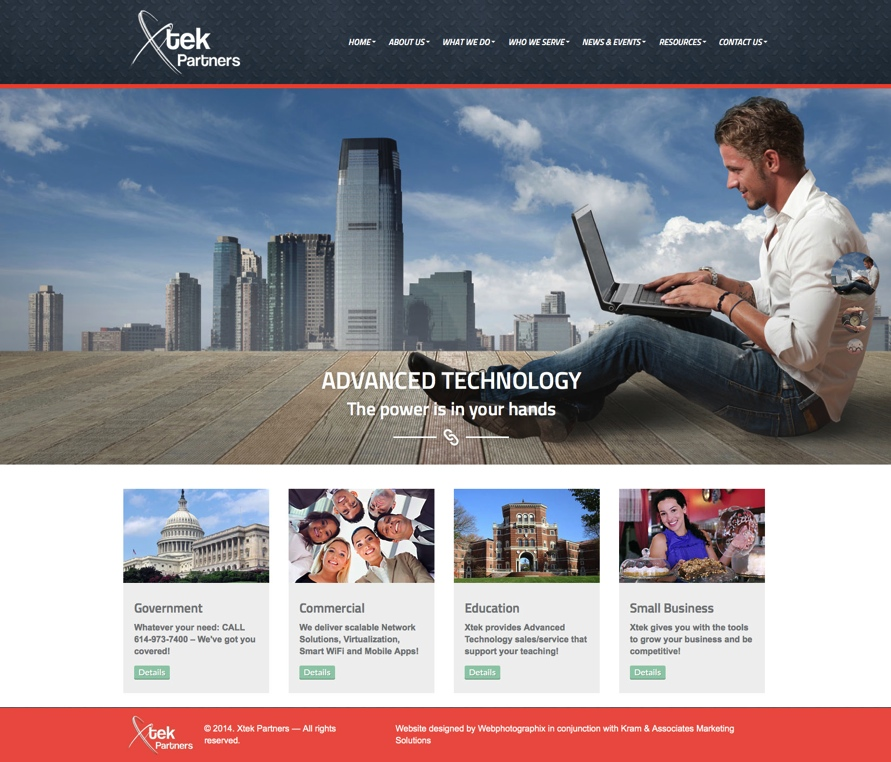 Xtek
Partners
HOME
ABOUT US
WHAT WE DO
WHO WE SERVE
NEWS & EVENTS
RESOURCES
CONTACT US
ADVANCED TECHNOLOGY
The power is in your hands
Government
Whatever your need: CALL
614-973-7400 – We've got you
covered!
Details
Commercial
We deliver scalable Network
Solutions, Virtualization,
Smart WiFi and Mobile Apps!
Details
Education
Xtek provides Advanced
Technology sales/service that
support your teaching!
Details
Small Business
Xtek gives you with the tools
to grow your business and be
competitive!
Details
Xtek
Partners
© 2014. Xtek Partners — All rights
reserved.
Website designed by Webphotographix in conjunction with Kram & Associates Marketing
Solutions